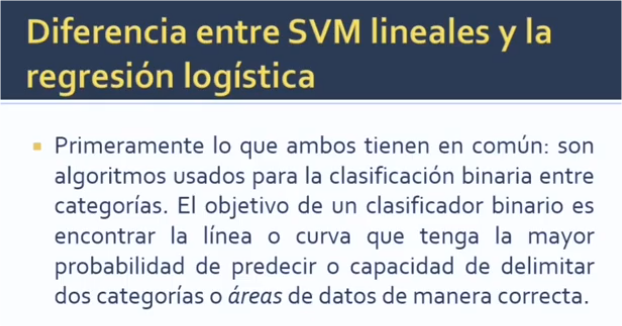 Diferencia entre SVM lineales y la
regresión logística
Primeramente lo que ambos tienen en común: son
algoritmos usados para la clasificación binaria entre
categorías. El objetivo de un clasificador binario es
encontrar la línea o curva que tenga la mayor
probabilidad de predecir o capacidad de delimitar
dos categorías o áreas de datos de manera correcta.